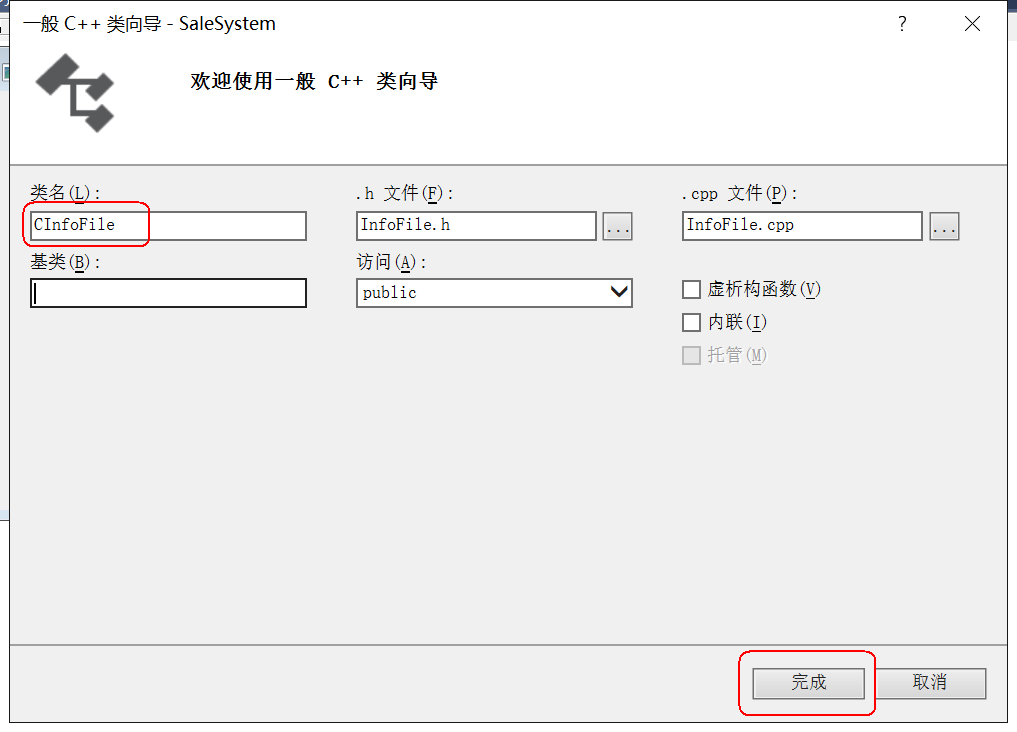 一般 C++ 类向导 - SaleSystem
?
欢迎使用一般 C++ 类向导
类名(L):
.h 文件(F):
.cpp 文件(P):
CInfoFile
InfoFile.h
...
InfoFile.cpp
...
基类(B):
访问(A):
public
虚析构函数(V)
内联(I)
托管(M)
完成
取消